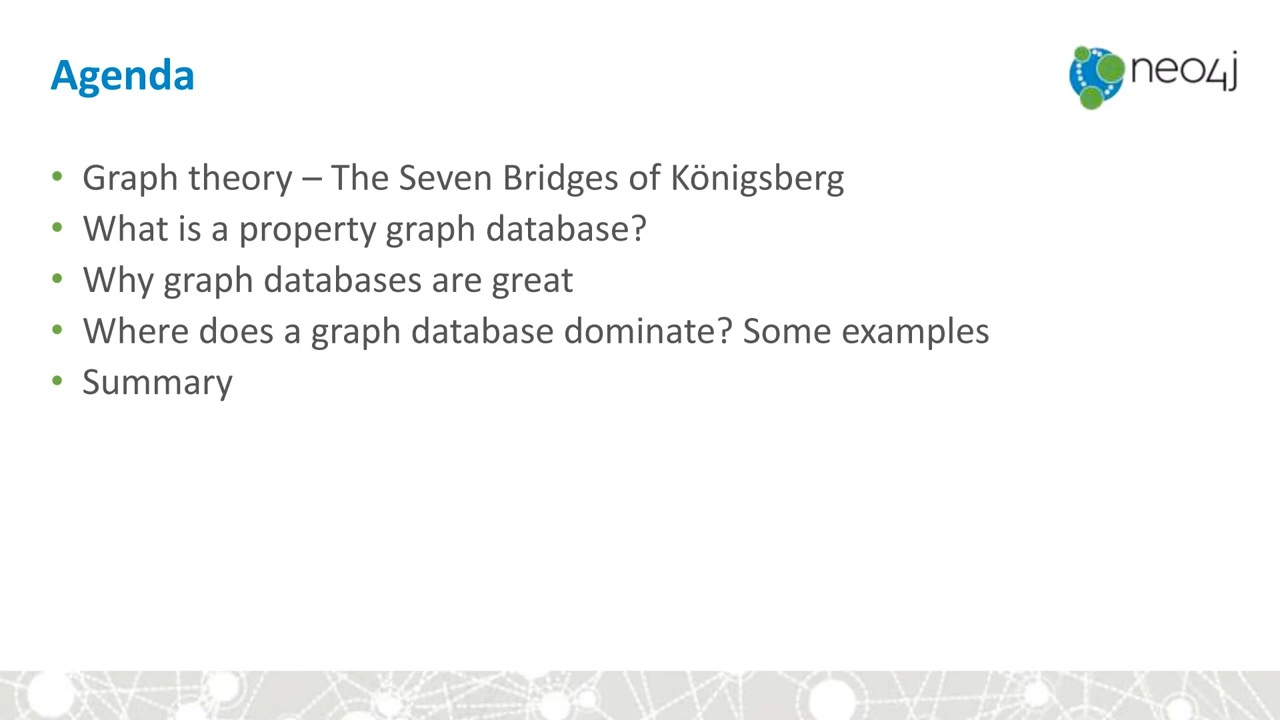 Agenda
neo4j
• Graph theory – The Seven Bridges of Königsberg
• What is a property graph database?
• Why graph databases are great
• Where does a graph database dominate? Some examples
• Summary